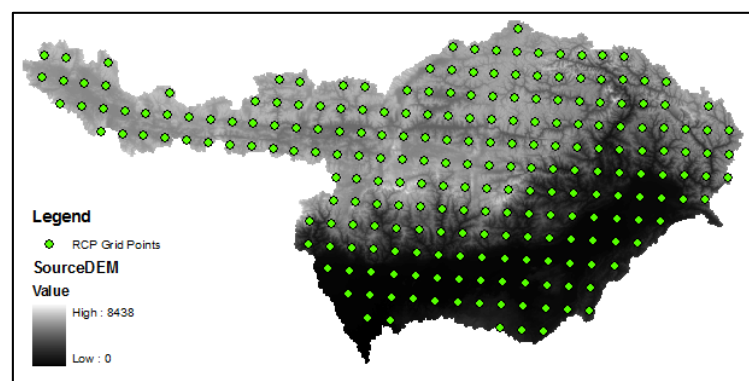 Legend
RCP Grid Points
SourceDEM
Value
High : 8438
Low : 0